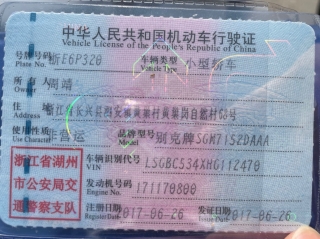 中华人民共和国机动车行驶证
Vehicle License of the People's Republic of China
号牌号码 浙E6P320 车辆类型 小型轿车
Plate No. Vehicle Type
所有人 周靖
Owner
住址
Address
使用性质 非营运 品牌型号 别克牌SGM7152DAAA
Model
浙江省湖州市公安局交通警察支队
车辆识别代号
VIN
发动机号码 171170800
Engine No.
注册日期 2017-06-26 发证日期 2017-06-26
Register Date Issue Date